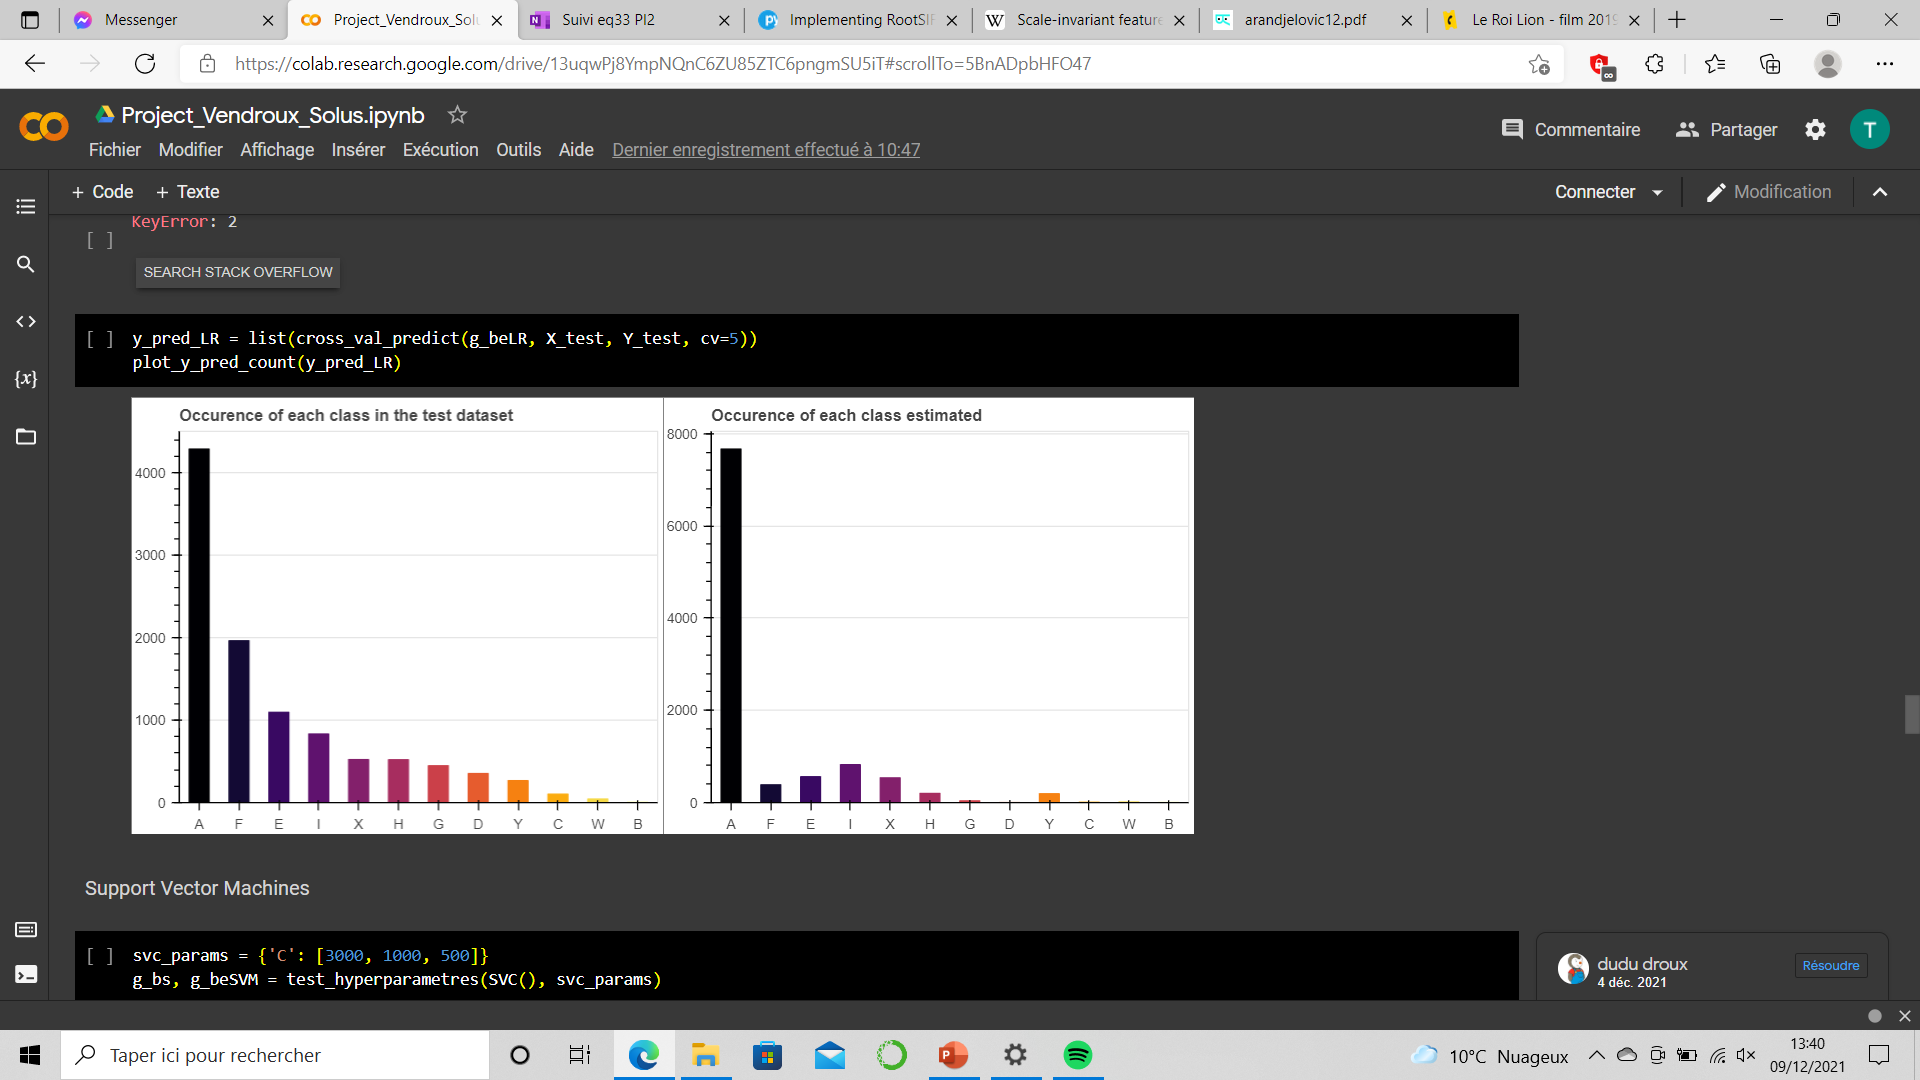 Messenger
Project_Vendroux_Sol
Suivi eq33 PI2
Implementing RootSI
Scale-invariant feature
arandjelovic12.pdf
Le Roi Lion - film 2019
https://colab.research.google.com/drive/13uqwPj8YmpNQnC6ZU85ZTC6pngmSU5iT#scrollTo=5BnADpbHFO47
Project_Vendroux_Solus.ipynb
Commentaire
Partager
T
Fichier Modifier Affichage Insérer Exécution Outils Aide Dernier enregistrement effectué à 10:47
+ Code + Texte
Connecter
Modification
KeyError: 2
[ ]
SEARCH STACK OVERFLOW
[ ] y_pred_LR = list(cross_val_predict(g_beLR, X_test, Y_test, cv=5))
plot_y_pred_count(y_pred_LR)
Occurence of each class in the test dataset
4000
3000
2000
1000
0
A F E I X H G D Y C W B
Occurence of each class estimated
8000
6000
4000
2000
0
A F E I X H G D Y C W B
Support Vector Machines
[ ] svc_params = {'C': [3000, 1000, 500]}
g_bs, g_beSVM = test_hyperparametres(SVC(), svc_params)
dudu droux
4 déc. 2021
Résoudre
Taper ici pour rechercher
10°C Nuageux
13:40
09/12/2021